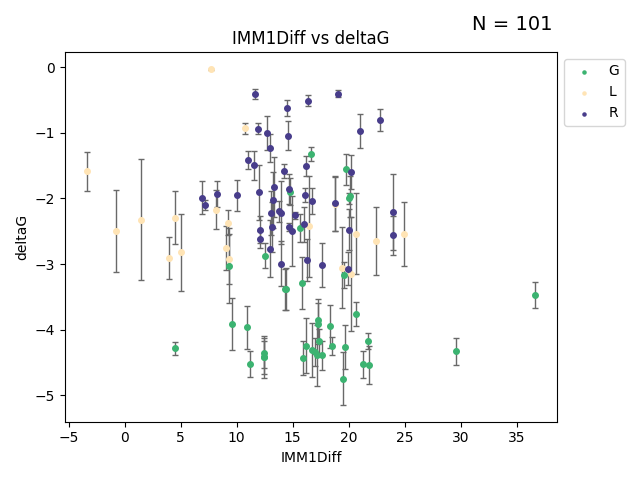 N = 101
IMM1Diff vs deltaG
G
L
R
deltaG
0
−1
−2
−3
−4
−5
−5 0 5 10 15 20 25 30 35
IMM1Diff